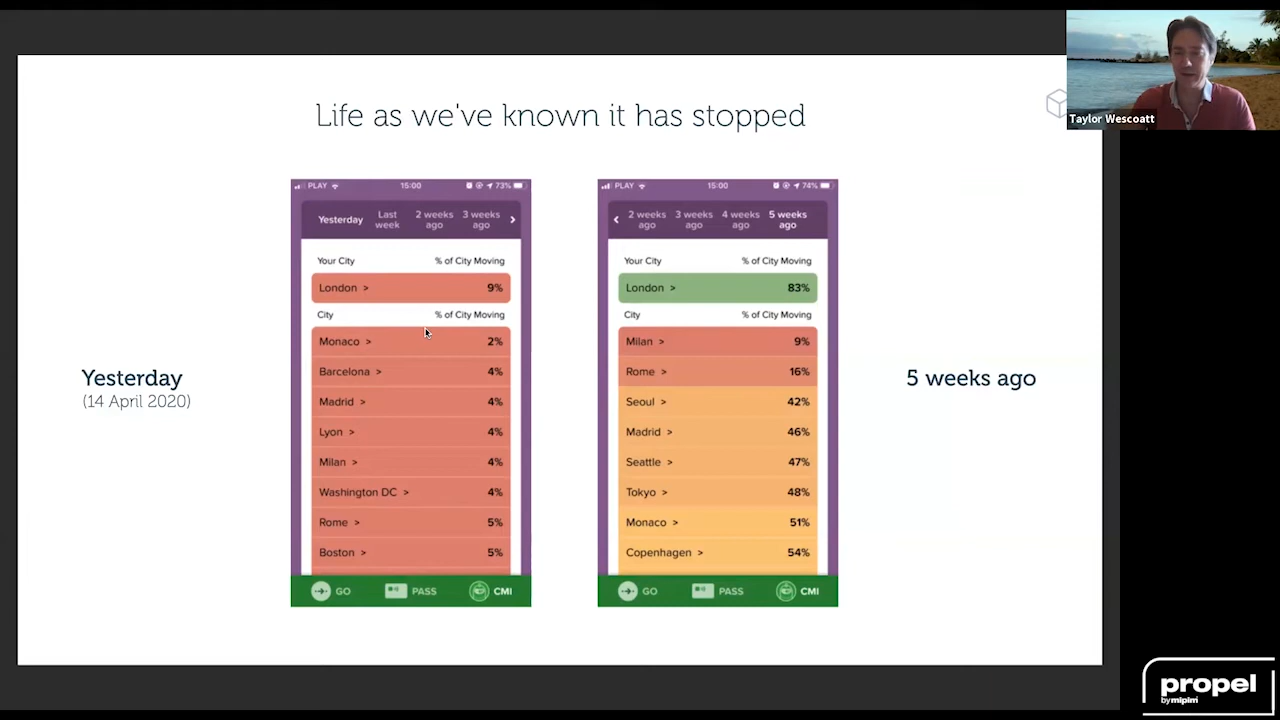 Life as we've known it has stopped
Taylor Wescoatt
Yesterday
(14 April 2020)
PLAY 15:00 73%
Yesterday Last week 2 weeks ago 3 weeks ago >
Your City % of City Moving
London > 9%
City % of City Moving
Monaco > 2%
Barcelona > 4%
Madrid > 4%
Lyon > 4%
Milan > 4%
Washington DC > 4%
Rome > 5%
Boston > 5%
GO PASS CMI
PLAY 15:00 74%
< 2 weeks ago 3 weeks ago 4 weeks ago 5 weeks ago
Your City % of City Moving
London > 83%
City % of City Moving
Milan > 9%
Rome > 16%
Seoul > 42%
Madrid > 46%
Seattle > 47%
Tokyo > 48%
Monaco > 51%
Copenhagen > 54%
GO PASS CMI
5 weeks ago
propel
by mipim